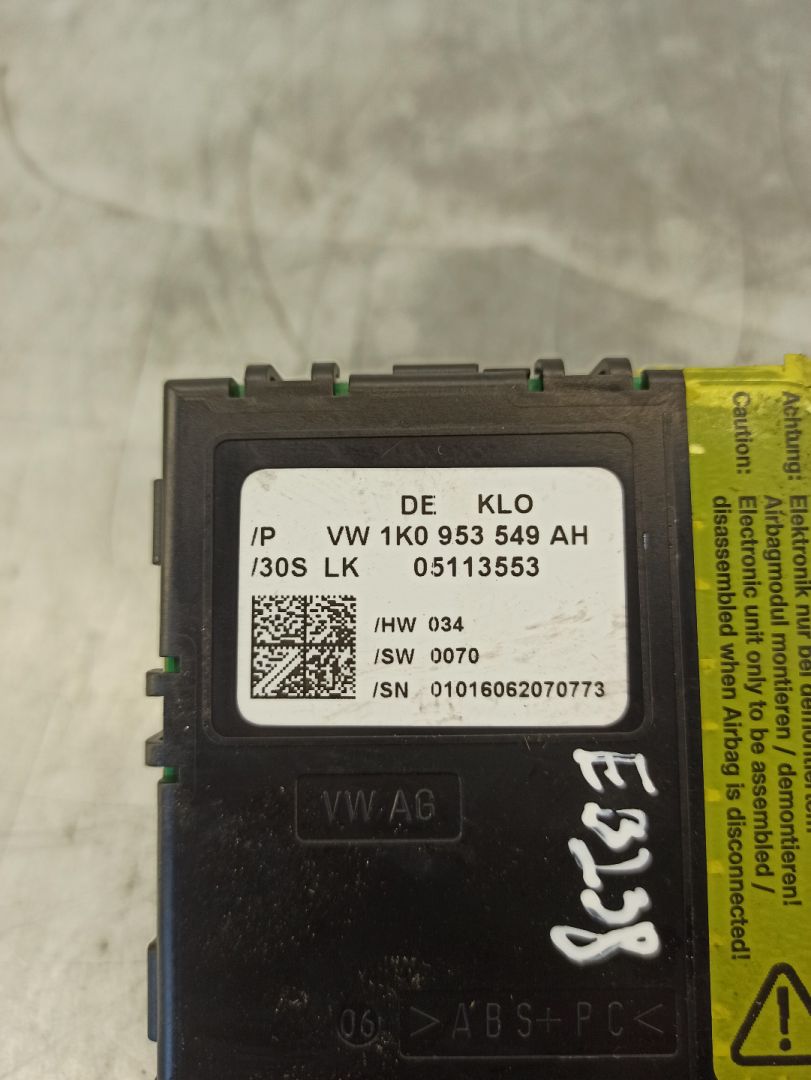 DE KLO
/P VW 1K0 953 549 AH
/30S LK 05113553
/HW 034
/SW 0070
/SN 01016062070773
VW AG
06
>ABS+PC<
Achtung: Elektronik nur bei
Airbagmodul montieren / demontieren!
Caution: Electronic unit only to be assembled /
disassembled when Airbag is disconnected!